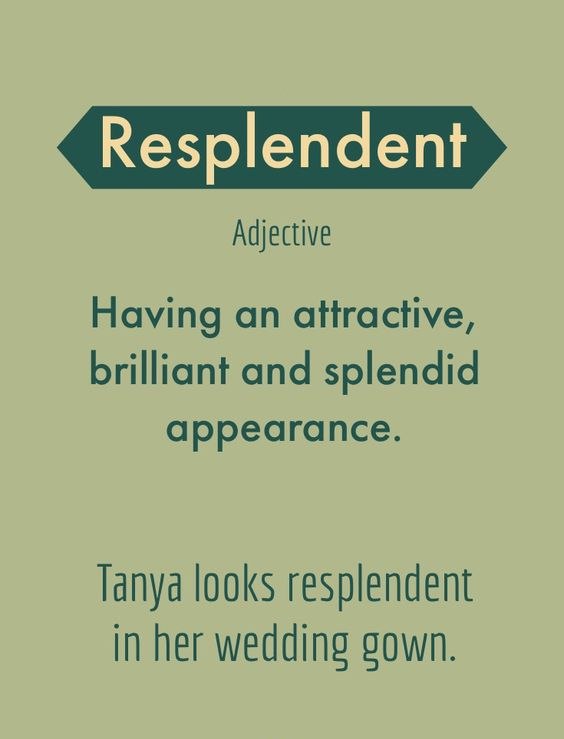 Resplendent
Adjective
Having an attractive,
brilliant and splendid
appearance.
Tanya looks resplendent
in her wedding gown.